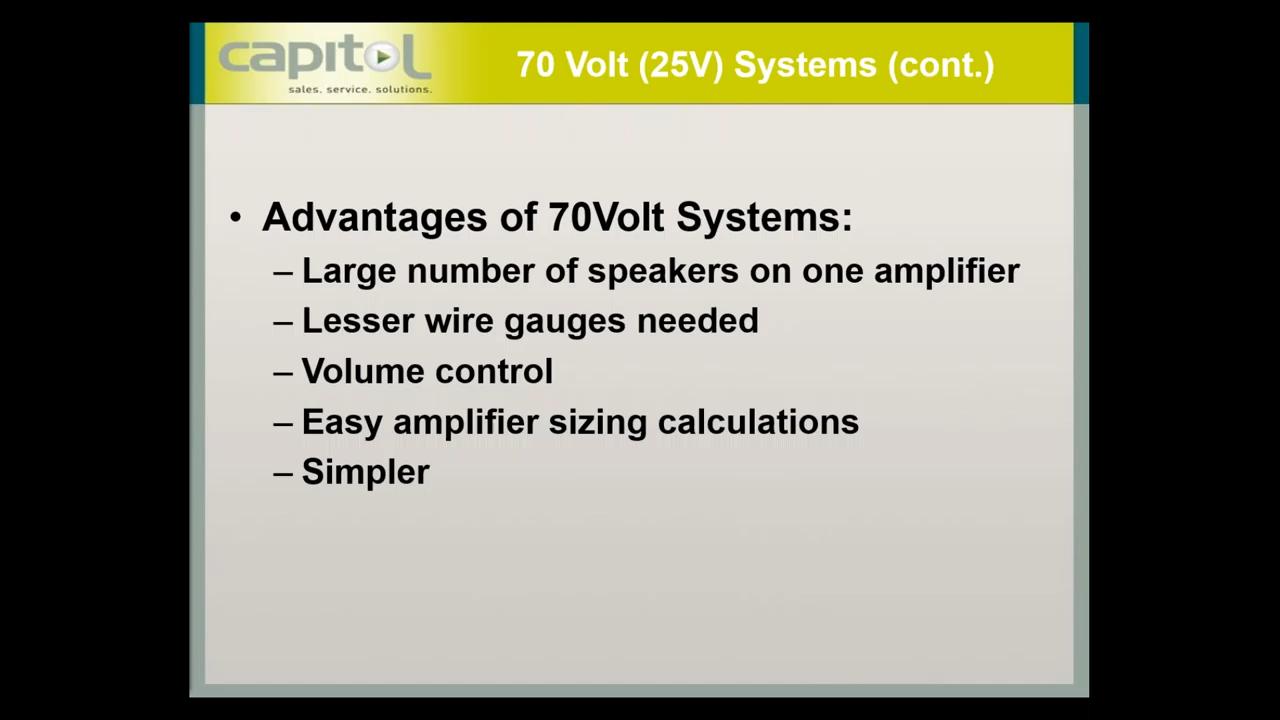 capitol
sales. service. solutions.
70 Volt (25V) Systems (cont.)
• Advantages of 70Volt Systems:
– Large number of speakers on one amplifier
– Lesser wire gauges needed
– Volume control
– Easy amplifier sizing calculations
– Simpler